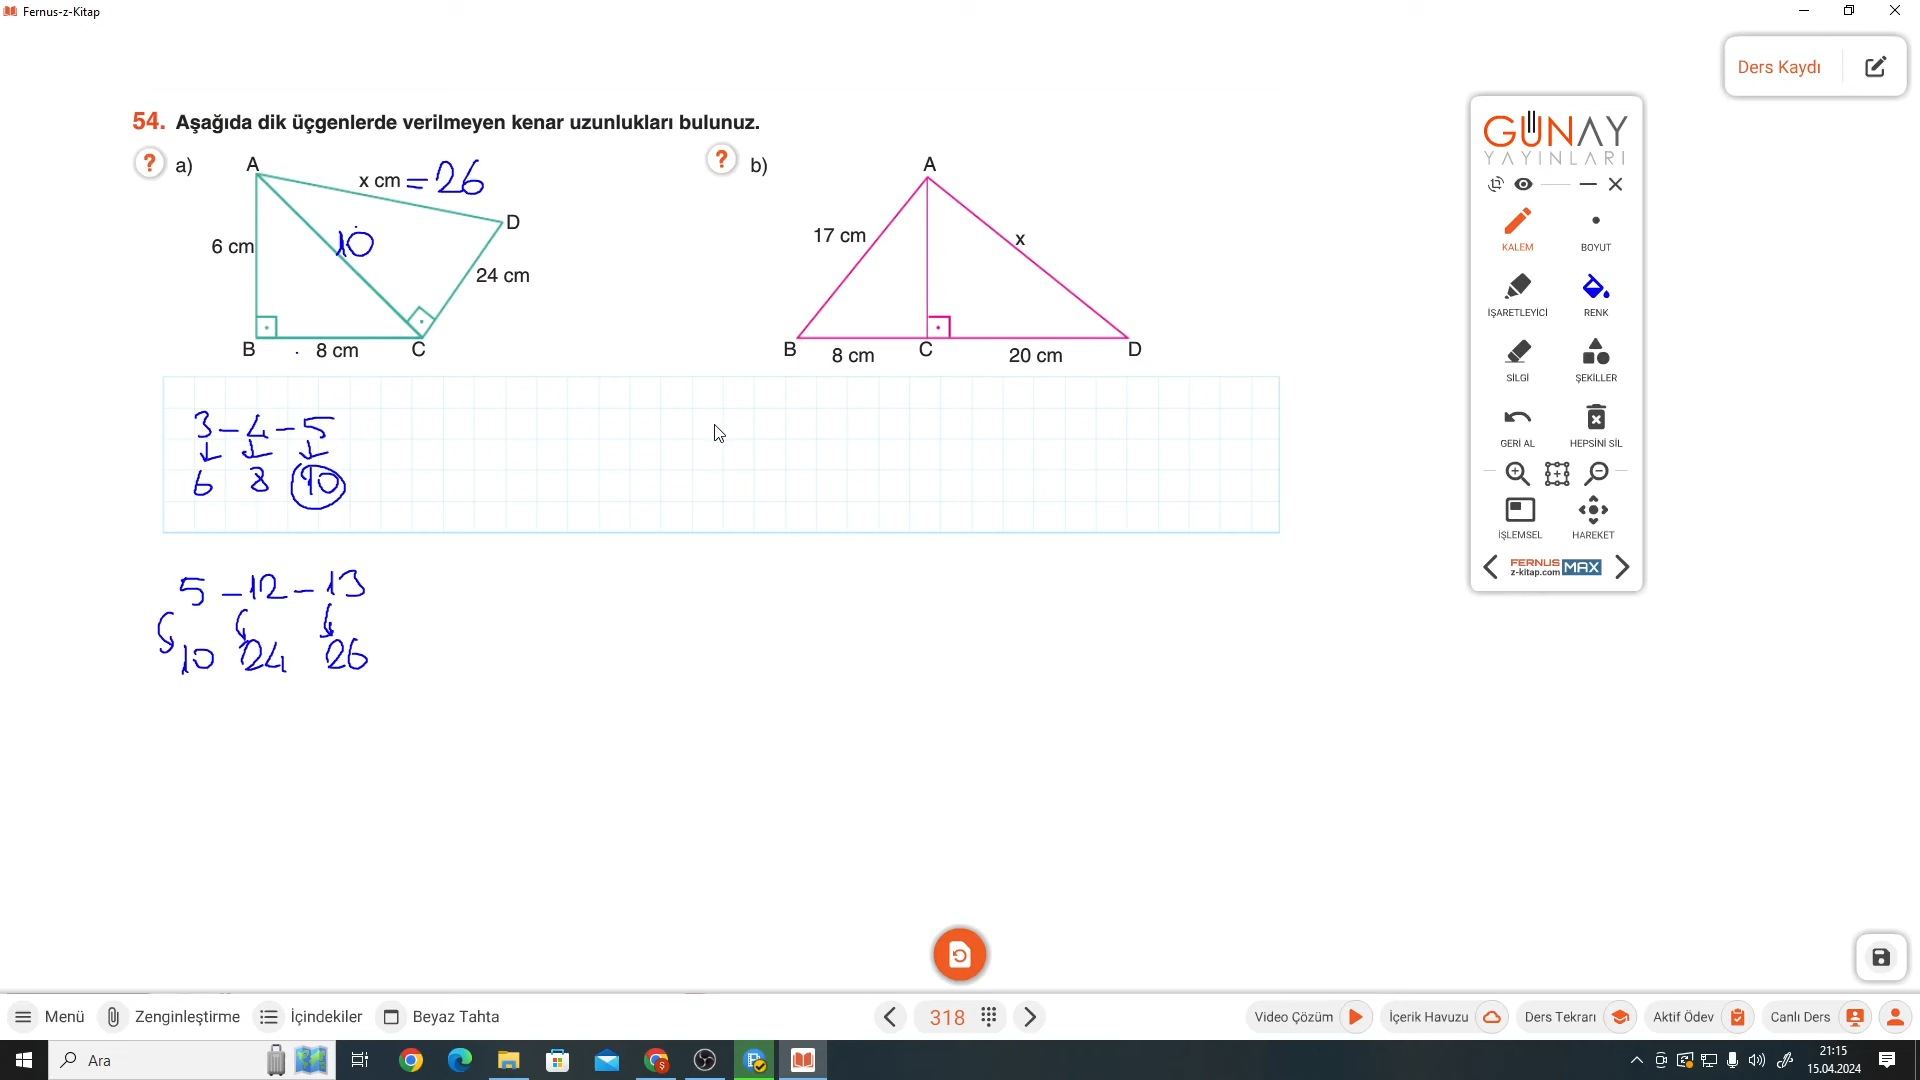 Fernus-z-Kitap
Ders Kaydı
54. Aşağıda dik üçgenlerde verilmeyen kenar uzunlukları bulunuz.
? a)
A
x cm = 26
D
6 cm
10
24 cm
B
8 cm
C
? b)
A
17 cm
x
B
8 cm
C
20 cm
D
3 - 4 - 5
6 8 10
5 - 12 - 13
10 24 26
GÜNAY
YAYINLARI
KALEM
BOYUT
İŞARETLEYİCİ
RENK
SİLGİ
ŞEKİLLER
GERİ AL
HEPSİNİ SİL
İŞLEMSEL
HAREKET
FERNUS
z-kitap.com MAX
Menü
Zenginleştirme
İçindekiler
Beyaz Tahta
318
Video Çözüm
İçerik Havuzu
Ders Tekrarı
Aktif Ödev
Canlı Ders
Ara
21:15
15.04.2024